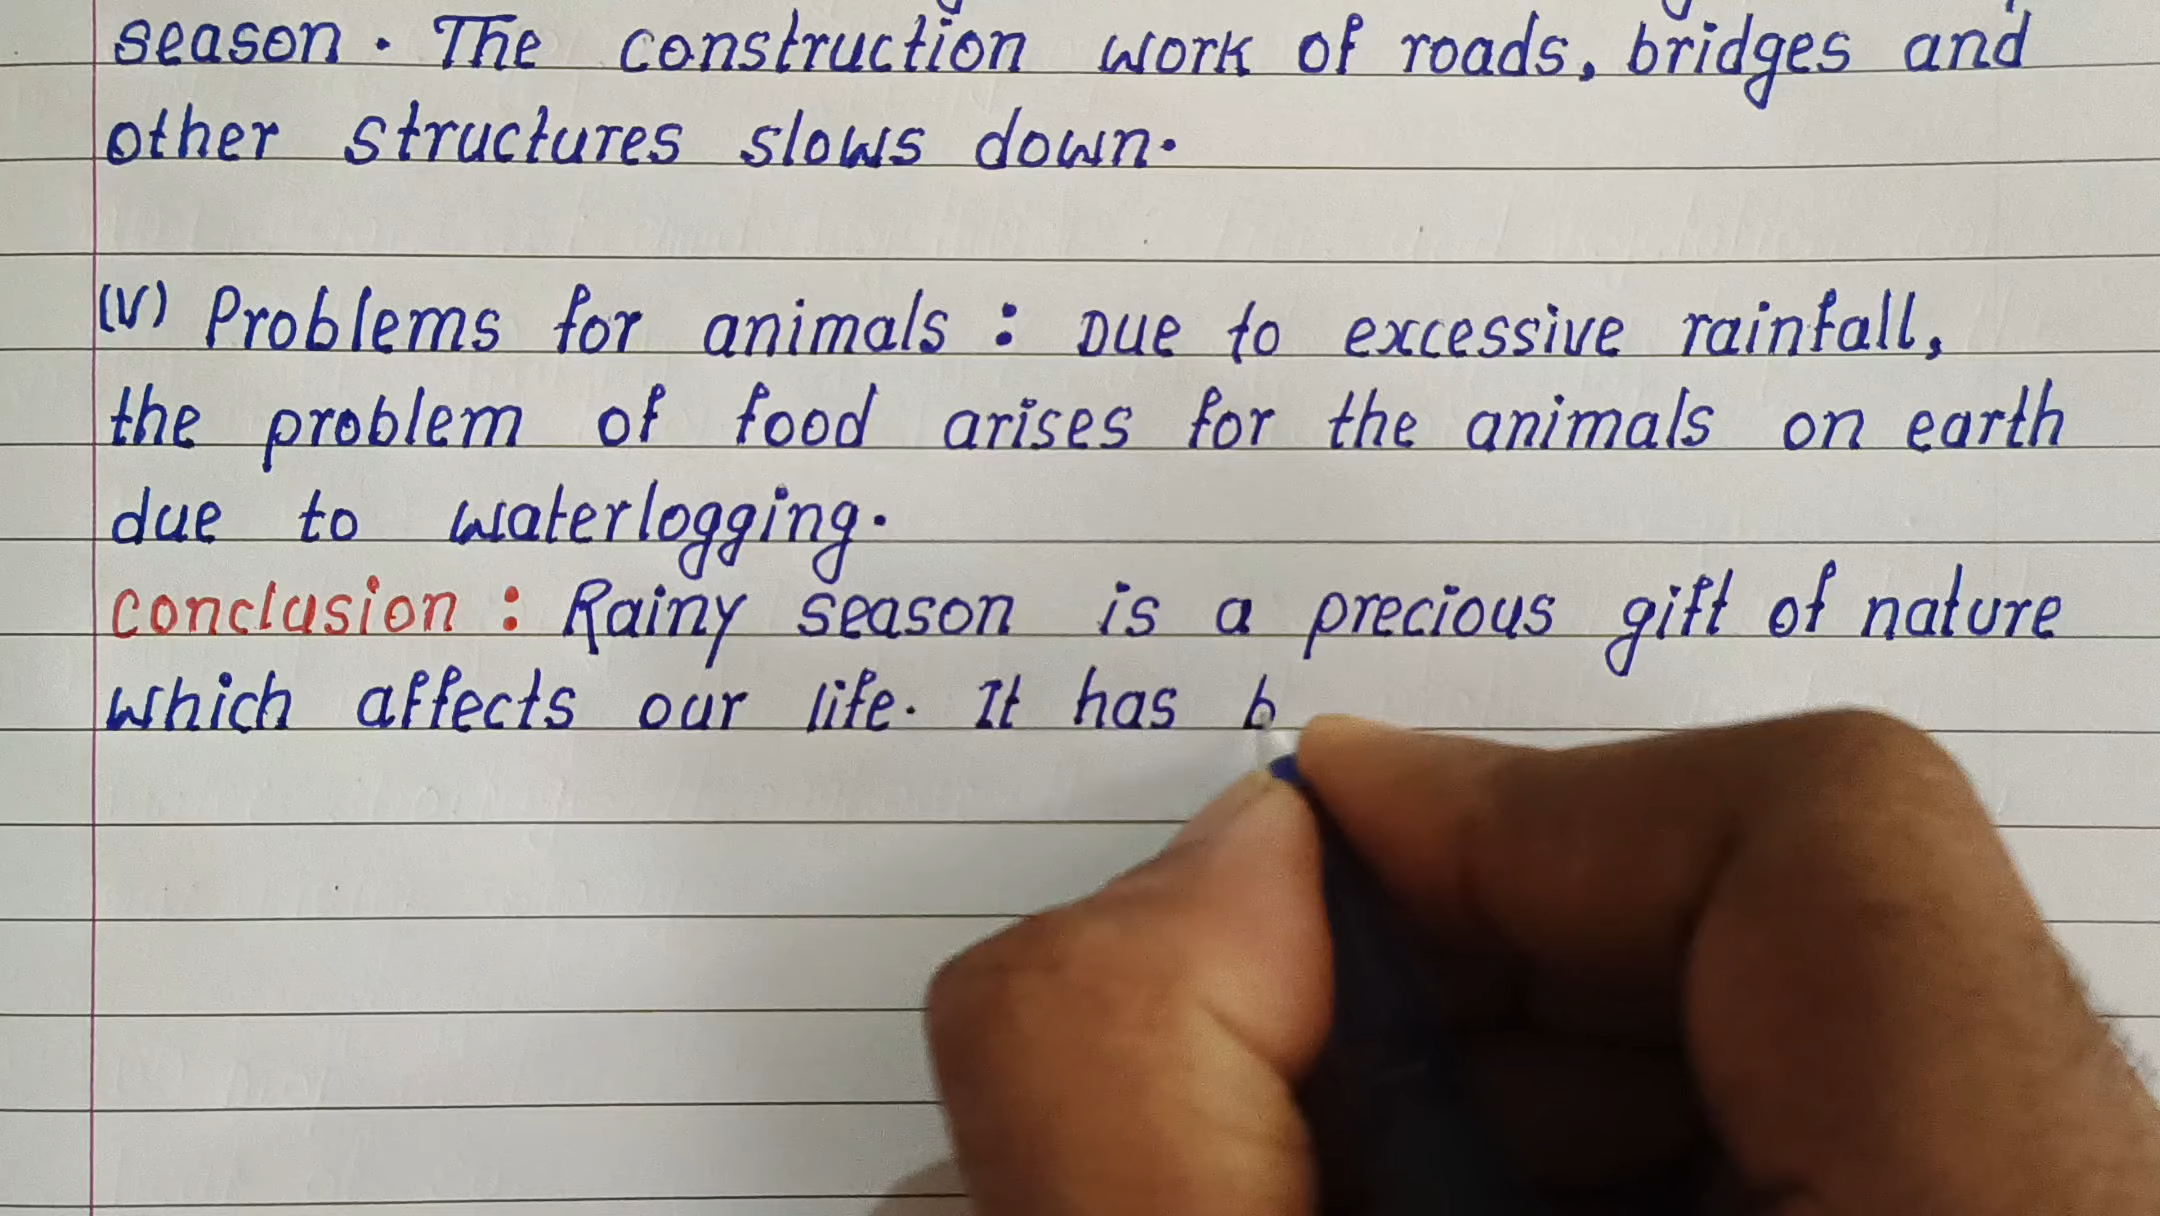 season. The construction work of roads, bridges and
other structures slows down.
(V) Problems for animals : Due to excessive rainfall,
the problem of food arises for the animals on earth
due to waterlogging.
Conclusion : Rainy season is a precious gift of nature
which affects our life. It has b